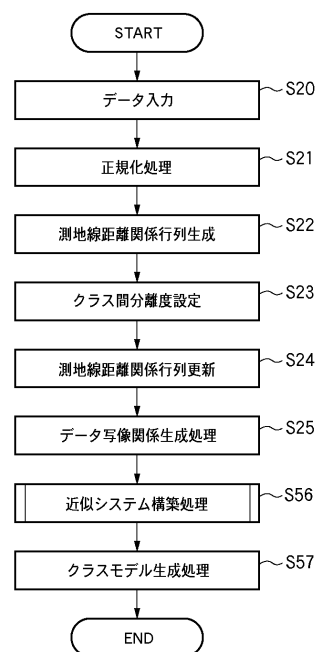 START
データ入力 S20
正規化処理 S21
測地線距離関係行列生成 S22
クラス間分離度設定 S23
測地線距離関係行列更新 S24
データ写像関係生成処理 S25
近似システム構築処理 S56
クラスモデル生成処理 S57
END